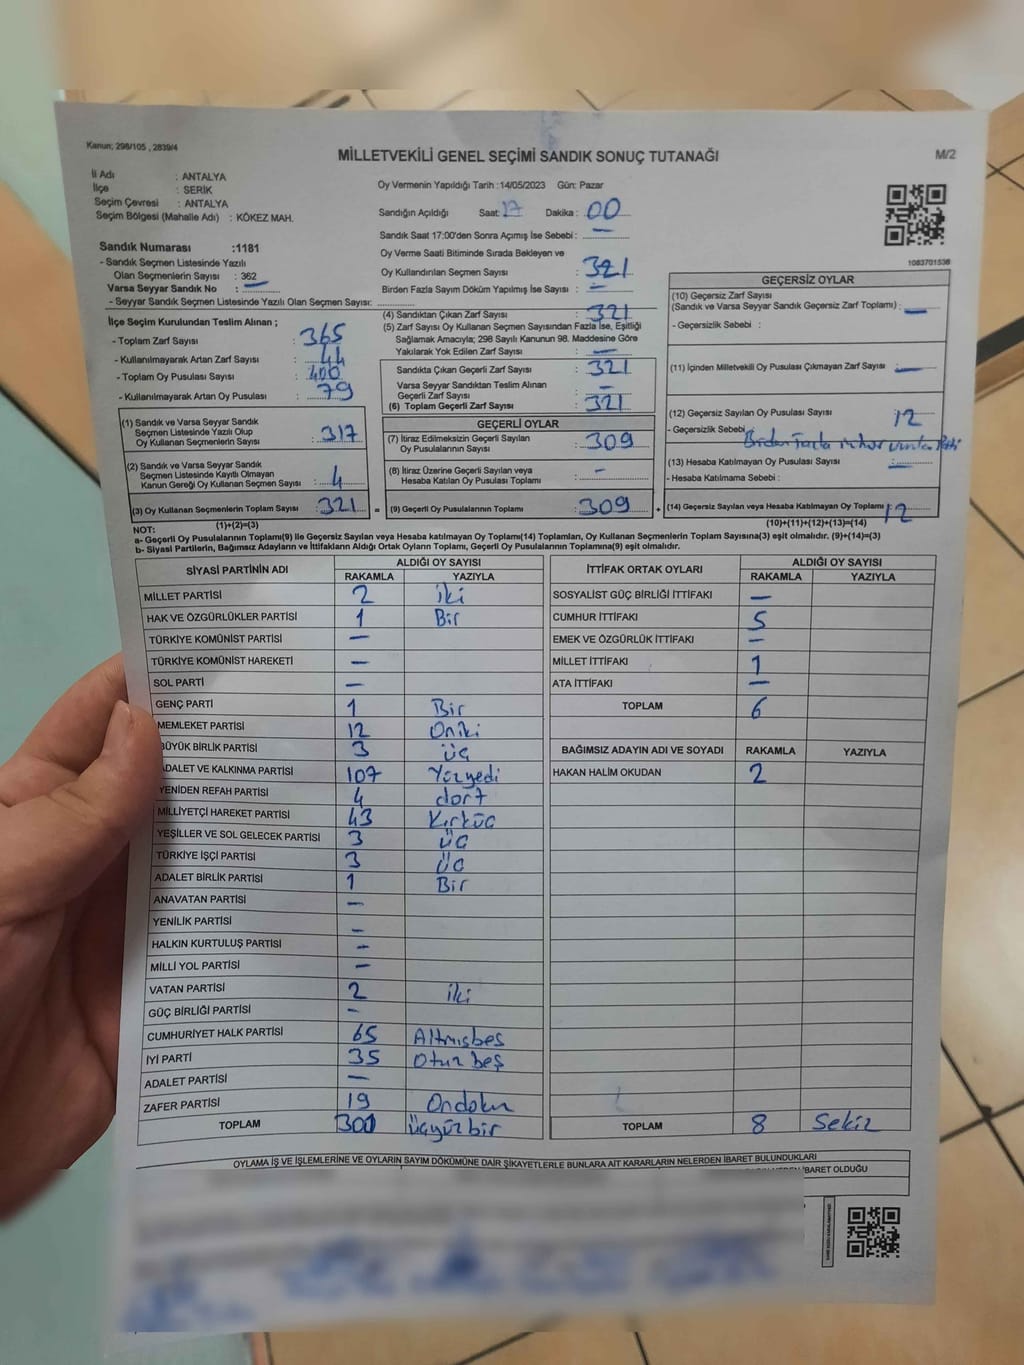 Kanun; 298/105 , 2839/4
MİLLETVEKİLİ GENEL SEÇİMİ SANDIK SONUÇ TUTANAĞI
M/2
İl Adı : ANTALYA
İlçe : SERİK
Seçim Çevresi : ANTALYA
Seçim Bölgesi (Mahalle Adı) : KÖKEZ MAH.
Oy Vermenin Yapıldığı Tarih :14/05/2023 Gün: Pazar
Sandığın Açıldığı Saat: 17 Dakika : 00
Sandık Saat 17:00'den Sonra Açımış İse Sebebi : —
Sandık Numarası :1181
- Sandık Seçmen Listesinde Yazılı
Olan Seçmenlerin Sayısı : 362
Varsa Seyyar Sandık No : —
- Seyyar Sandık Seçmen Listesinde Yazılı Olan Seçmen Sayısı:
Oy Verme Saati Bitiminde Sırada Bekleyen ve
Oy Kullandırılan Seçmen Sayısı : 321
Birden Fazla Sayım Döküm Yapılmış İse Sayısı : —
1083701536
İlçe Seçim Kurulundan Teslim Alınan ;
- Toplam Zarf Sayısı : 365
- Kullanılmayarak Artan Zarf Sayısı : 44
- Toplam Oy Pusulası Sayısı : 400
- Kullanılmayarak Artan Oy Pusulası : 79
(4) Sandıktan Çıkan Zarf Sayısı : 321
(5) Zarf Sayısı Oy Kullanan Seçmen Sayısından Fazla İse, Eşitliği
Sağlamak Amacıyla; 298 Sayılı Kanunun 98. Maddesine Göre
Yakılarak Yok Edilen Zarf Sayısı : —
Sandıkta Çıkan Geçerli Zarf Sayısı : 321
Varsa Seyyar Sandıktan Teslim Alınan
Geçerli Zarf Sayısı : —
(6) Toplam Geçerli Zarf Sayısı : 321
GEÇERSİZ OYLAR
(10) Geçersiz Zarf Sayısı
(Sandık ve Varsa Seyyar Sandık Geçersiz Zarf Toplamı) : —
- Geçersizlik Sebebi :
(11) İçinden Milletvekili Oy Pusulası Çıkmayan Zarf Sayısı : —
(12) Geçersiz Sayılan Oy Pusulası Sayısı 12
- Geçersizlik Sebebi Birden Fazla
(13) Hesaba Katılmayan Oy Pusulası Sayısı : —
- Hesaba Katılmama Sebebi :
(14) Geçersiz Sayılan veya Hesaba Katılmayan Oy Toplamı : 12
(1) Sandık ve Varsa Seyyar Sandık
Seçmen Listesinde Yazılı Olup
Oy Kullanan Seçmenlerin Sayısı : 317
(2) Sandık ve Varsa Seyyar Sandık
Seçmen Listesinde Kayıtlı Olmayan
Kanun Gereği Oy Kullanan Seçmen Sayısı : 4
(3) Oy Kullanan Seçmenlerin Toplam Sayısı : 321 =
GEÇERLİ OYLAR
(7) İtiraz Edilmeksizin Geçerli Sayılan
Oy Pusulalarının Sayısı : 309
(8) İtiraz Üzerine Geçerli Sayılan veya
Hesaba Katılan Oy Pusulası Toplamı : —
(9) Geçerli Oy Pusulalarının Toplamı : 309 +
(1)+(2)=(3)
(10)+(11)+(12)+(13)=(14)
NOT:
a- Geçerli Oy Pusulalarının Toplamı(9) ile Geçersiz Sayılan veya Hesaba katılmayan Oy Toplamı(14) Toplamları, Oy Kullanan Seçmenlerin Toplam Sayısına(3) eşit olmalıdır. (9)+(14)=(3)
b- Siyasi Partilerin, Bağımsız Adayların ve İttifakların Aldığı Ortak Oyların Toplamı, Geçerli Oy Pusulalarının Toplamına(9) eşit olmalıdır.
SİYASİ PARTİNİN ADI ALDIĞI OY SAYISI
RAKAMLA YAZIYLA
MİLLET PARTİSİ 2 iki
HAK VE ÖZGÜRLÜKLER PARTİSİ 1 Bir
TÜRKİYE KOMÜNİST PARTİSİ —
TÜRKİYE KOMÜNİST HAREKETİ —
SOL PARTİ —
GENÇ PARTİ 1 Bir
MEMLEKET PARTİSİ 12 Oniki
BÜYÜK BİRLİK PARTİSİ 3 üç
ADALET VE KALKINMA PARTİSİ 107 Yüzyedi
YENİDEN REFAH PARTİSİ 4 dört
MİLLİYETÇİ HAREKET PARTİSİ 43 Kırküç
YEŞİLLER VE SOL GELECEK PARTİSİ 3 üç
TÜRKİYE İŞÇİ PARTİSİ 3 üç
ADALET BİRLİK PARTİSİ 1 Bir
ANAVATAN PARTİSİ —
YENİLİK PARTİSİ —
HALKIN KURTULUŞ PARTİSİ —
MİLLİ YOL PARTİSİ —
VATAN PARTİSİ 2 iki
GÜÇ BİRLİĞİ PARTİSİ —
CUMHURİYET HALK PARTİSİ 65 Altmışbeş
İYİ PARTİ 35 Otuz beş
ADALET PARTİSİ —
ZAFER PARTİSİ 19 Ondokuz
TOPLAM 301 üçyüzbir
İTTİFAK ORTAK OYLARI ALDIĞI OY SAYISI
RAKAMLA YAZIYLA
SOSYALİST GÜÇ BİRLİĞİ İTTİFAKI —
CUMHUR İTTİFAKI 5
EMEK VE ÖZGÜRLÜK İTTİFAKI —
MİLLET İTTİFAKI 1
ATA İTTİFAKI —
TOPLAM 6
BAĞIMSIZ ADAYIN ADI VE SOYADI RAKAMLA YAZIYLA
HAKAN HALİM OKUDAN 2
TOPLAM 8 Sekiz
OYLAMA İŞ VE İŞLEMLERİNE VE OYLARIN SAYIM DÖKÜMÜNE DAİR ŞİKAYETLERLE BUNLARA AİT KARARLARIN NELERDEN İBARET BULUNDUKLARI
İBARET OLDUĞU